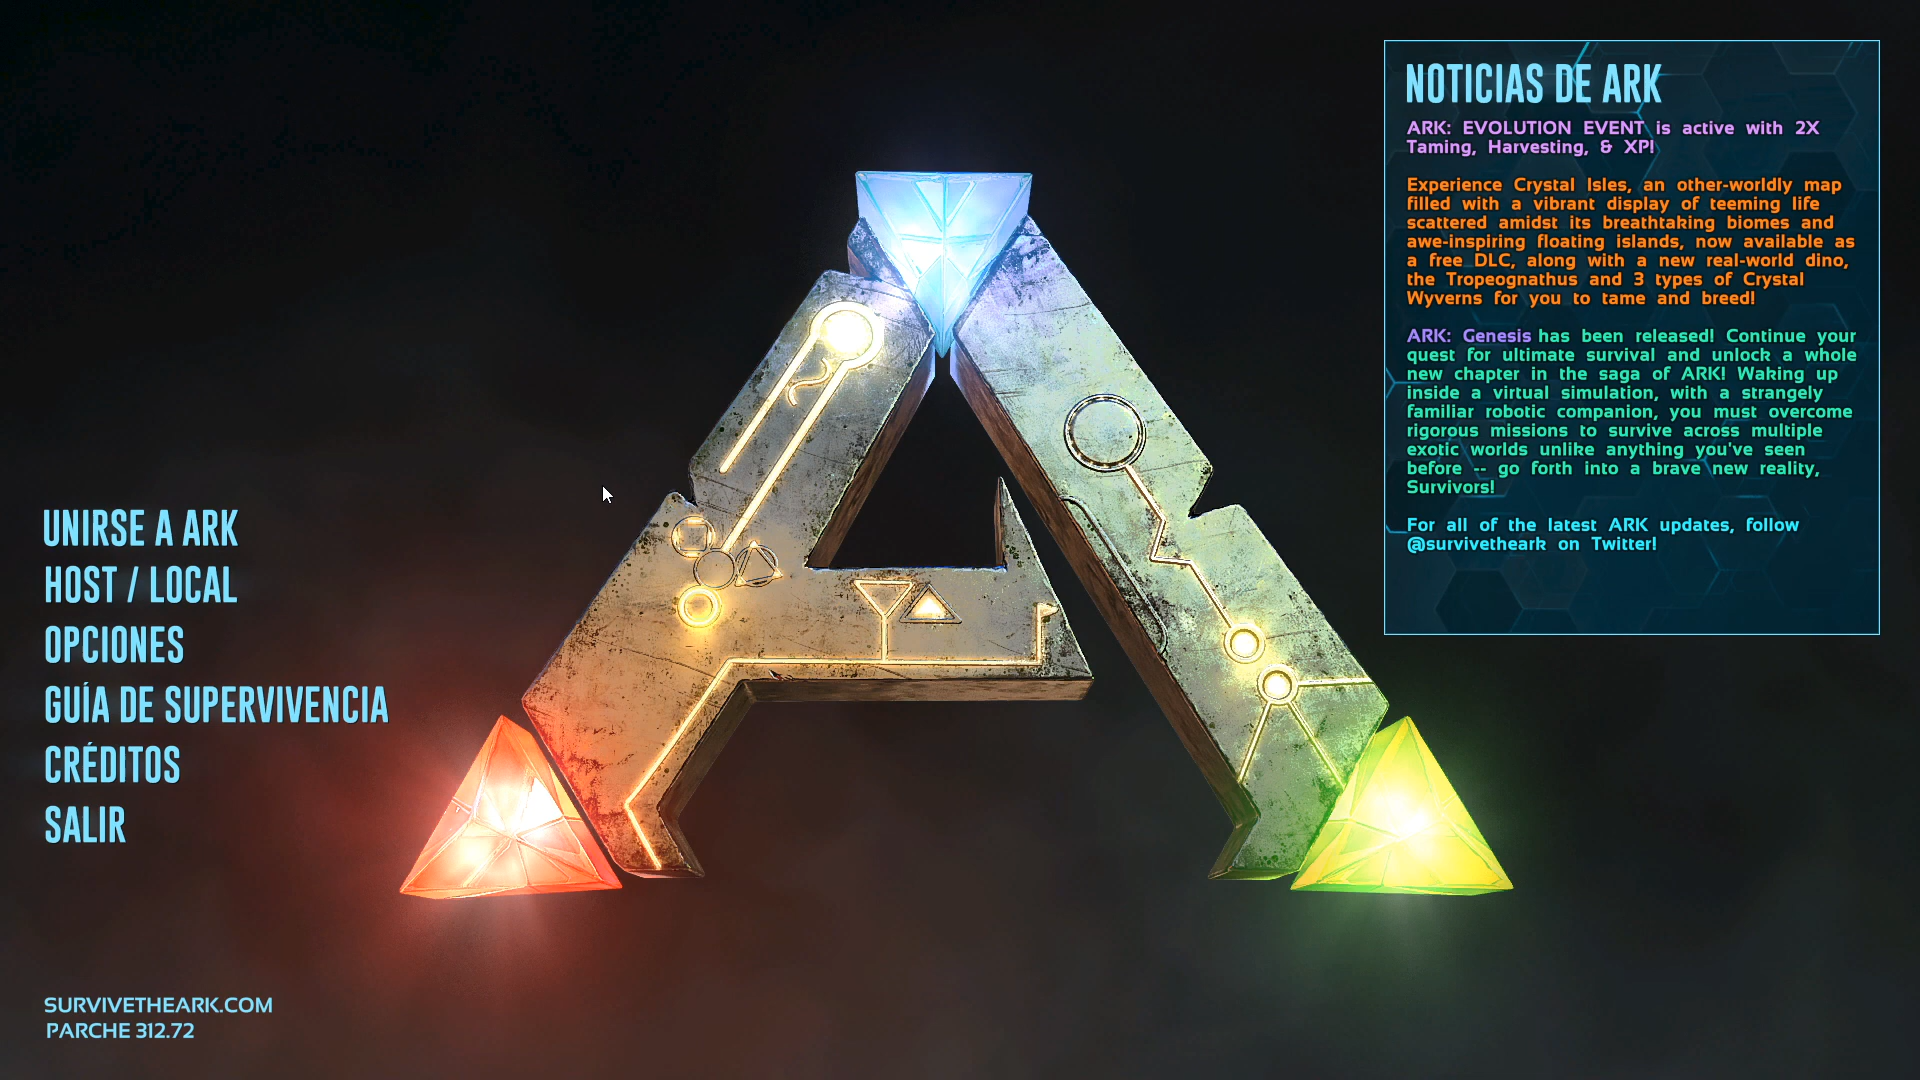 NOTICIAS DE ARK
ARK: EVOLUTION EVENT is active with 2X
Taming, Harvesting, & XP!
Experience Crystal Isles, an other-worldly map
filled with a vibrant display of teeming life
scattered amidst its breathtaking biomes and
awe-inspiring floating islands, now available as
a free DLC, along with a new real-world dino,
the Tropeognathus and 3 types of Crystal
Wyverns for you to tame and breed!
ARK: Genesis has been released! Continue your
quest for ultimate survival and unlock a whole
new chapter in the saga of ARK! Waking up
inside a virtual simulation, with a strangely
familiar robotic companion, you must overcome
rigorous missions to survive across multiple
exotic worlds unlike anything you've seen
before -- go forth into a brave new reality,
Survivors!
For all of the latest ARK updates, follow
@survivetheark on Twitter!
UNIRSE A ARK
HOST / LOCAL
OPCIONES
GUÍA DE SUPERVIVENCIA
CRÉDITOS
SALIR
SURVIVETHEARK.COM
PARCHE 312.72